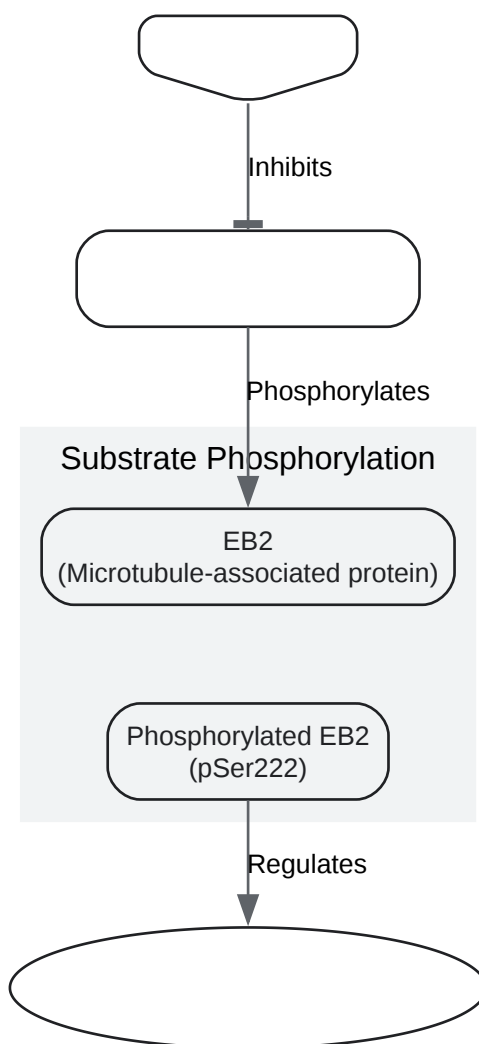 Inhibits
Phosphorylates
Substrate Phosphorylation
EB2
(Microtubule-associated protein)
Phosphorylated EB2
(pSer222)
Regulates